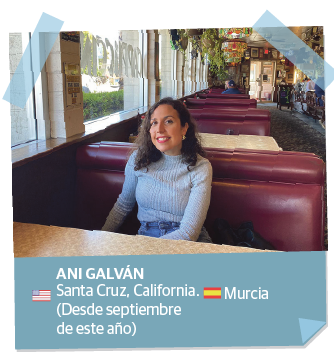 ANI GALVÁN
Santa Cruz, California. Murcia
(Desde septiembre
de este año)